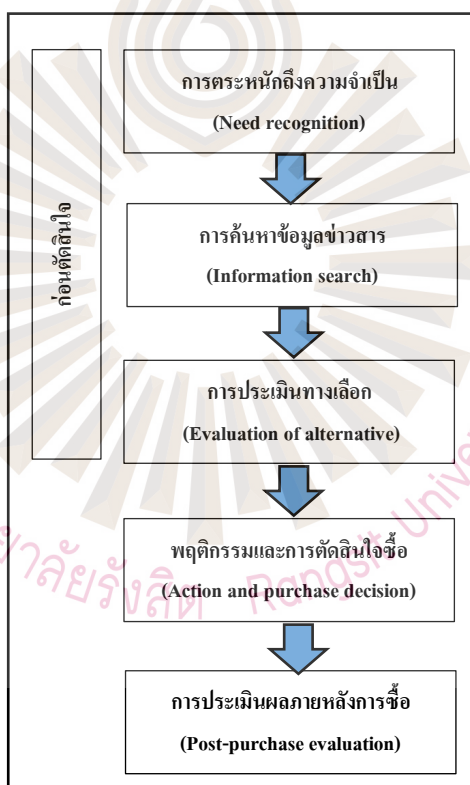 ก่อนตัดสินใจ
การตระหนักถึงความจำเป็น
(Need recognition)
การค้นหาข้อมูลข่าวสาร
(Information search)
การประเมินทางเลือก
(Evaluation of alternative)
พฤติกรรมและการตัดสินใจซื้อ
(Action and purchase decision)
การประเมินผลภายหลังการซื้อ
(Post-purchase evaluation)
รังสิต Rangsit